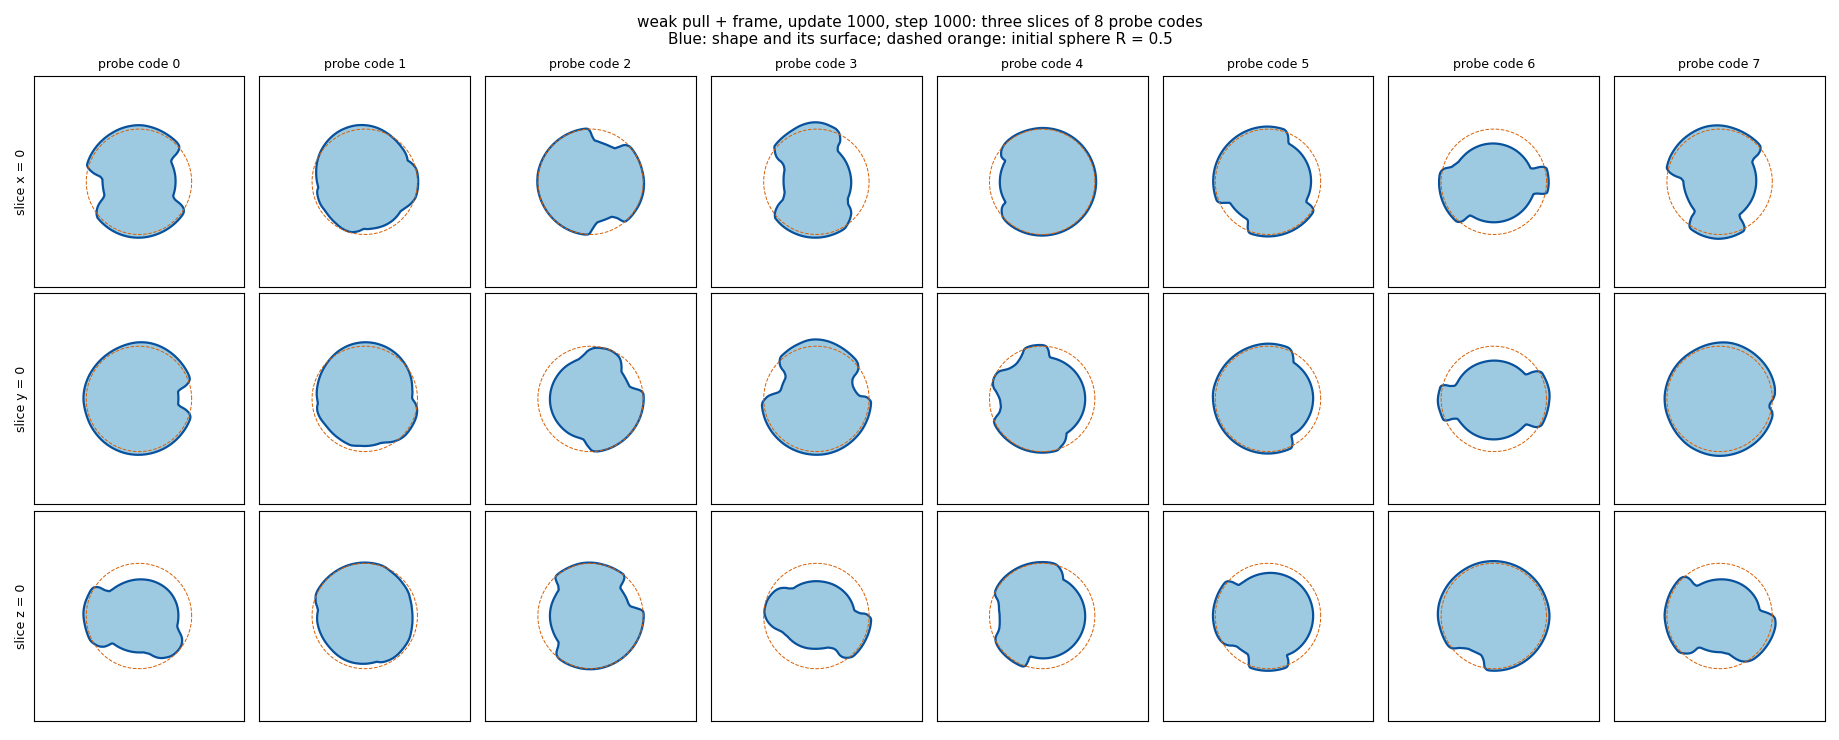 weak pull + frame, update 1000, step 1000: three slices of 8 probe codes
Blue: shape and its surface; dashed orange: initial sphere R = 0.5
probe code 0
probe code 1
probe code 2
probe code 3
probe code 4
probe code 5
probe code 6
probe code 7
slice x = 0
slice y = 0
slice z = 0